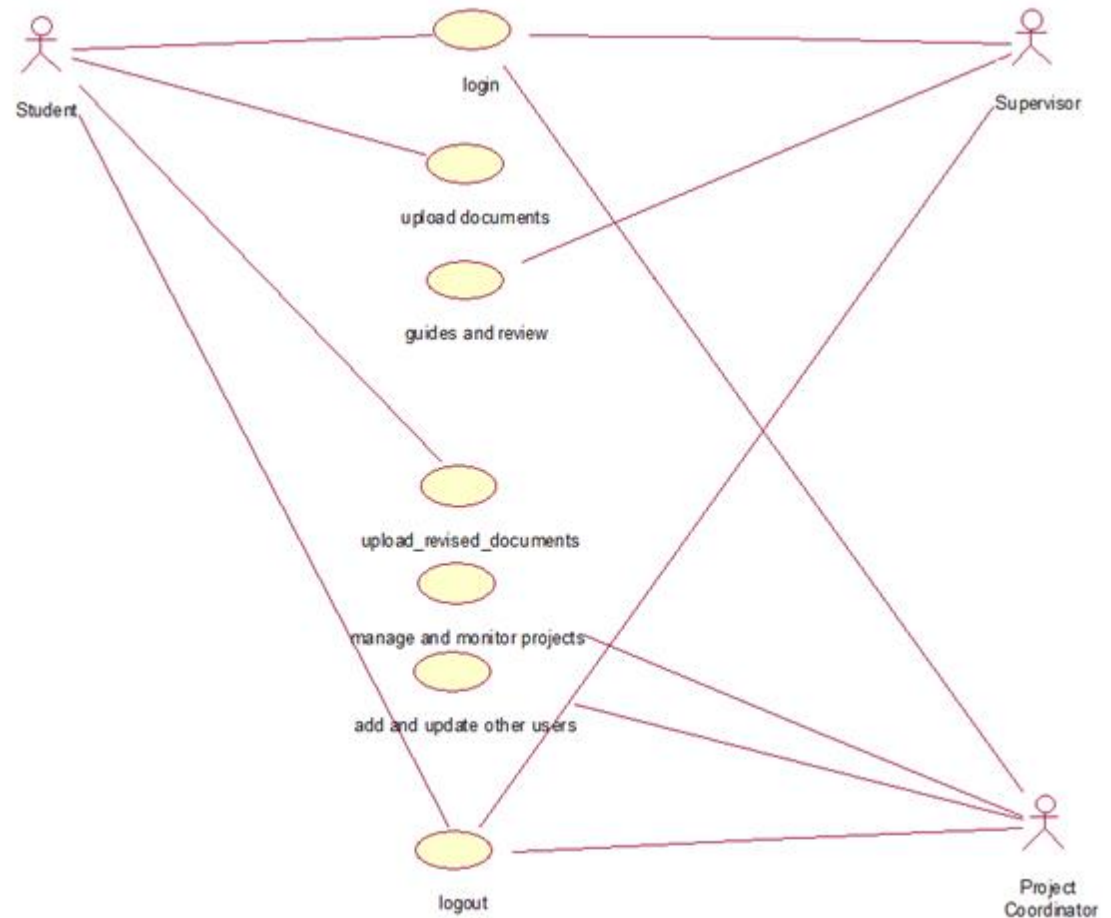 login
Student
Supervisor
upload documents
guides and review
upload_revised_documents
manage and monitor projects
add and update other users
logout
Project
Coordinator